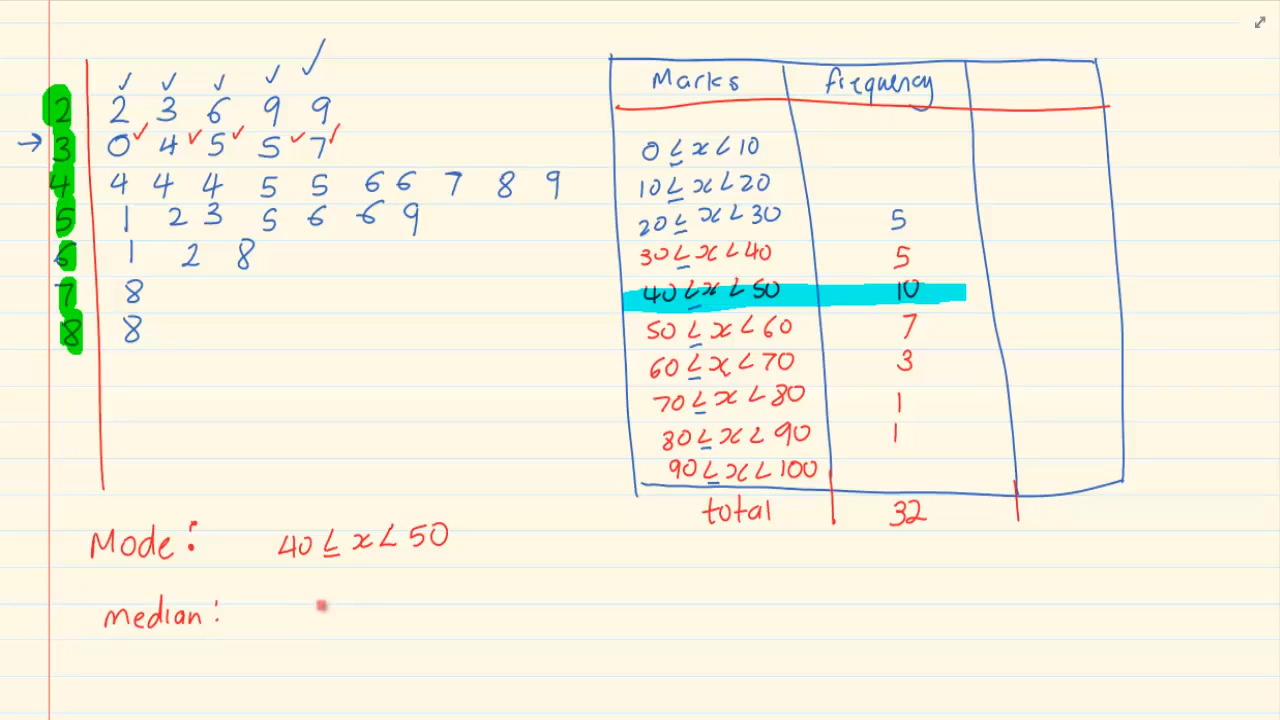 2 2 3 6 9 9
3 0 4 5 5 7
4 4 4 4 5 5 6 6 7 8 9
5 1 2 3 5 6 6 9
6 1 2 8
7 8
8 8
Marks frequency
0 ≤ x < 10
10 ≤ x < 20
20 ≤ x < 30 5
30 ≤ x < 40 5
40 ≤ x < 50 10
50 ≤ x < 60 7
60 ≤ x < 70 3
70 ≤ x < 80 1
80 ≤ x < 90 1
90 ≤ x < 100
total 32
Mode: 40 ≤ x < 50
median: